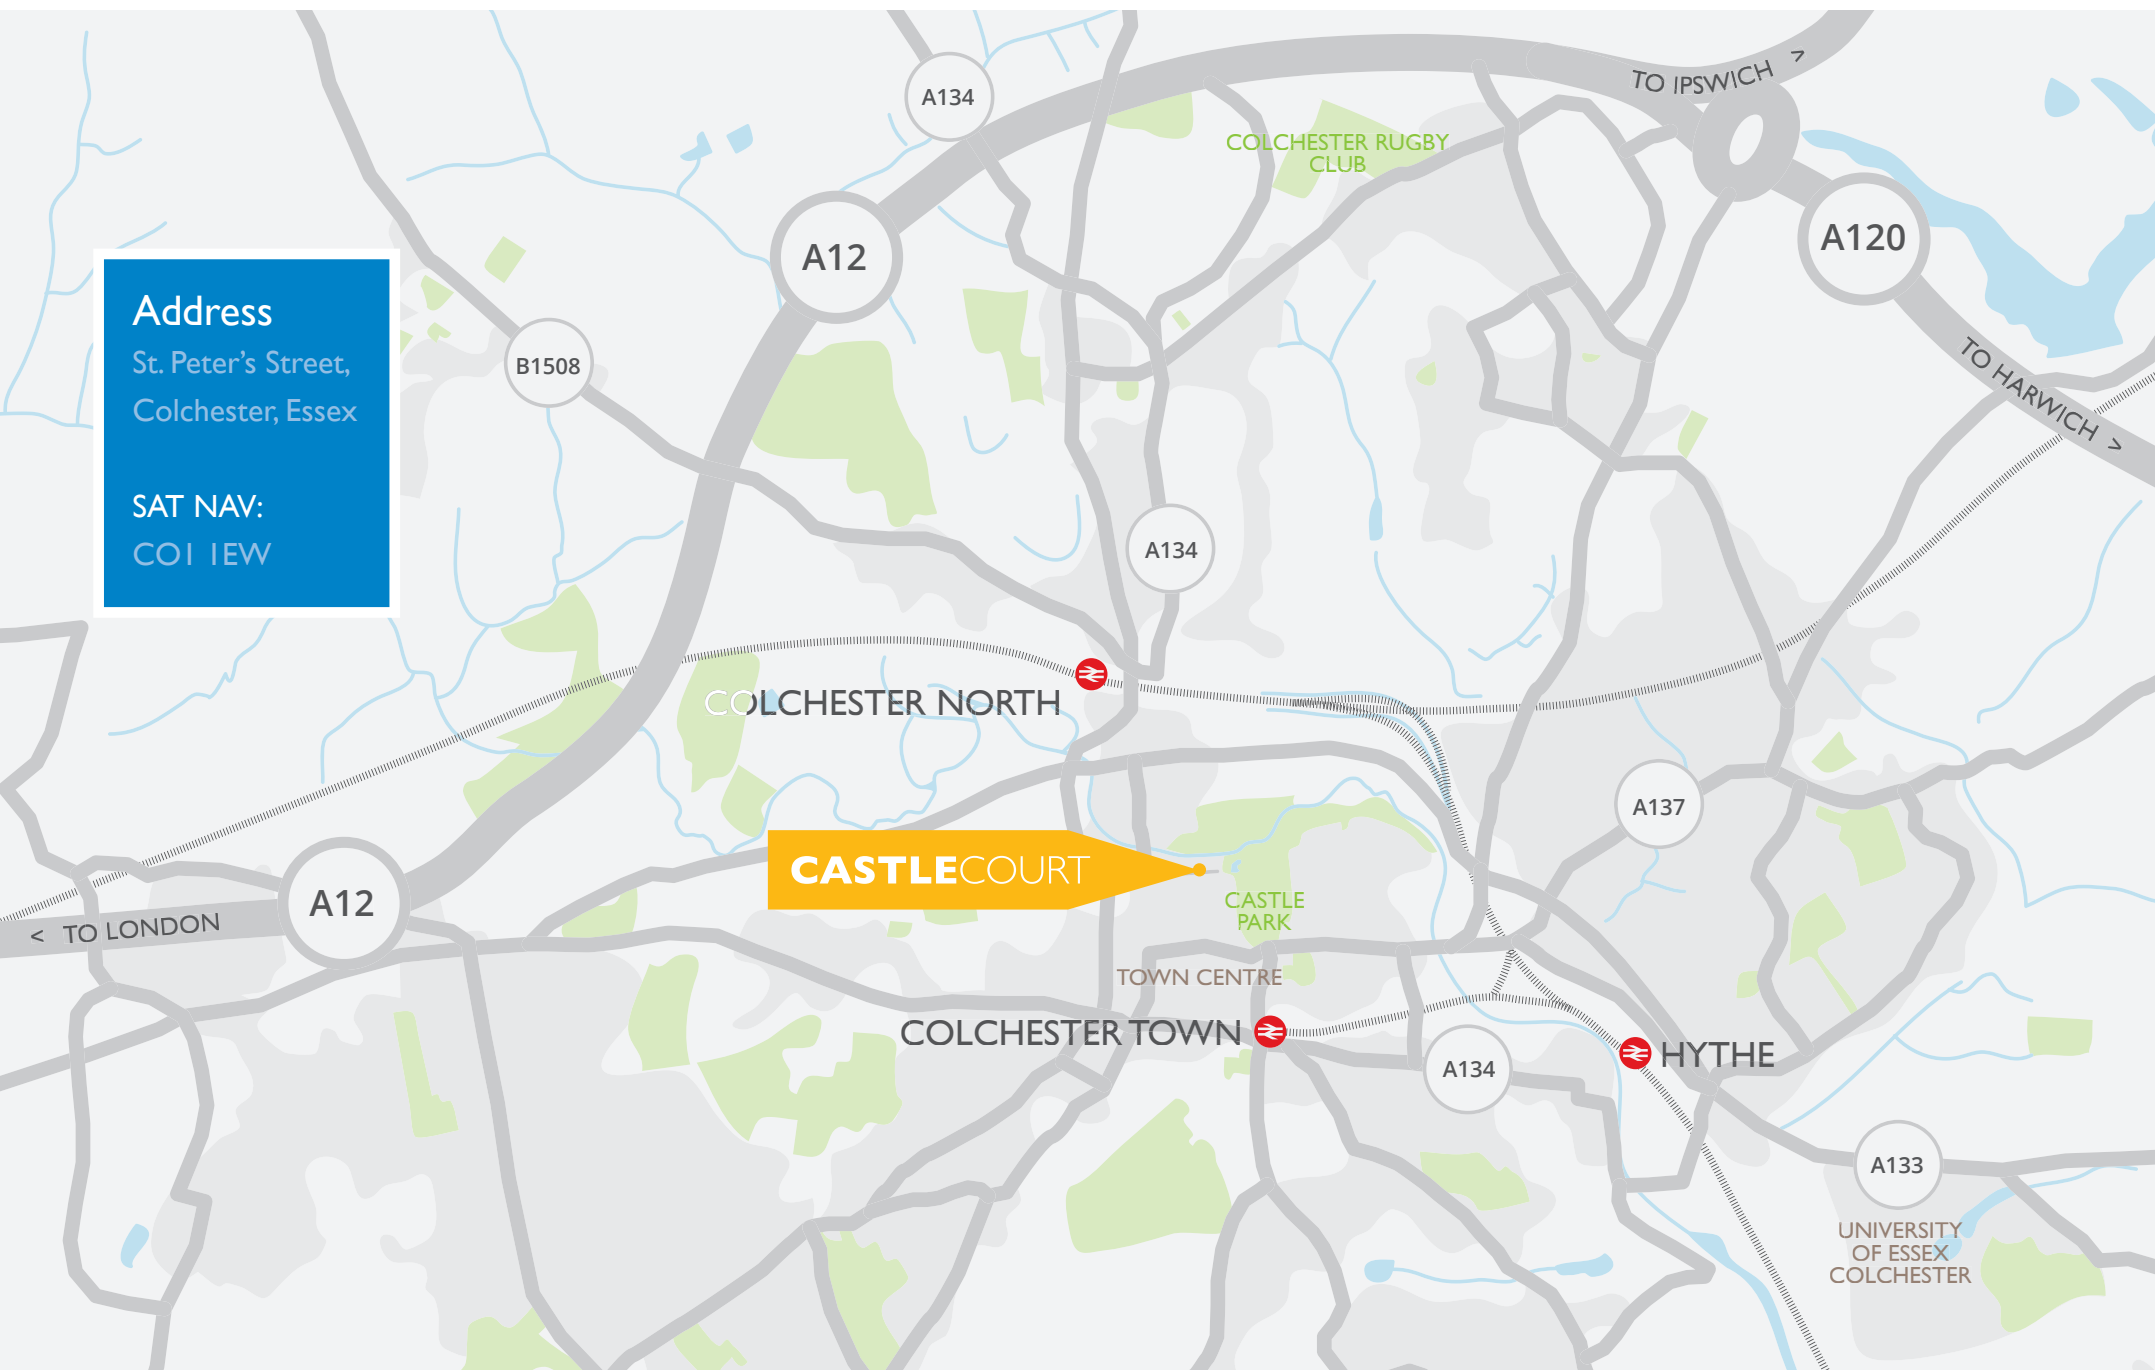 A134
TO IPSWICH >
COLCHESTER RUGBY
CLUB
A12
A120
Address
St. Peter's Street,
Colchester, Essex
SAT NAV:
CO1 1EW
B1508
TO HARWICH >
A134
COLCHESTER NORTH
A137
CASTLECOURT
CASTLE
PARK
A12
< TO LONDON
TOWN CENTRE
COLCHESTER TOWN
HYTHE
A134
A133
UNIVERSITY
OF ESSEX
COLCHESTER